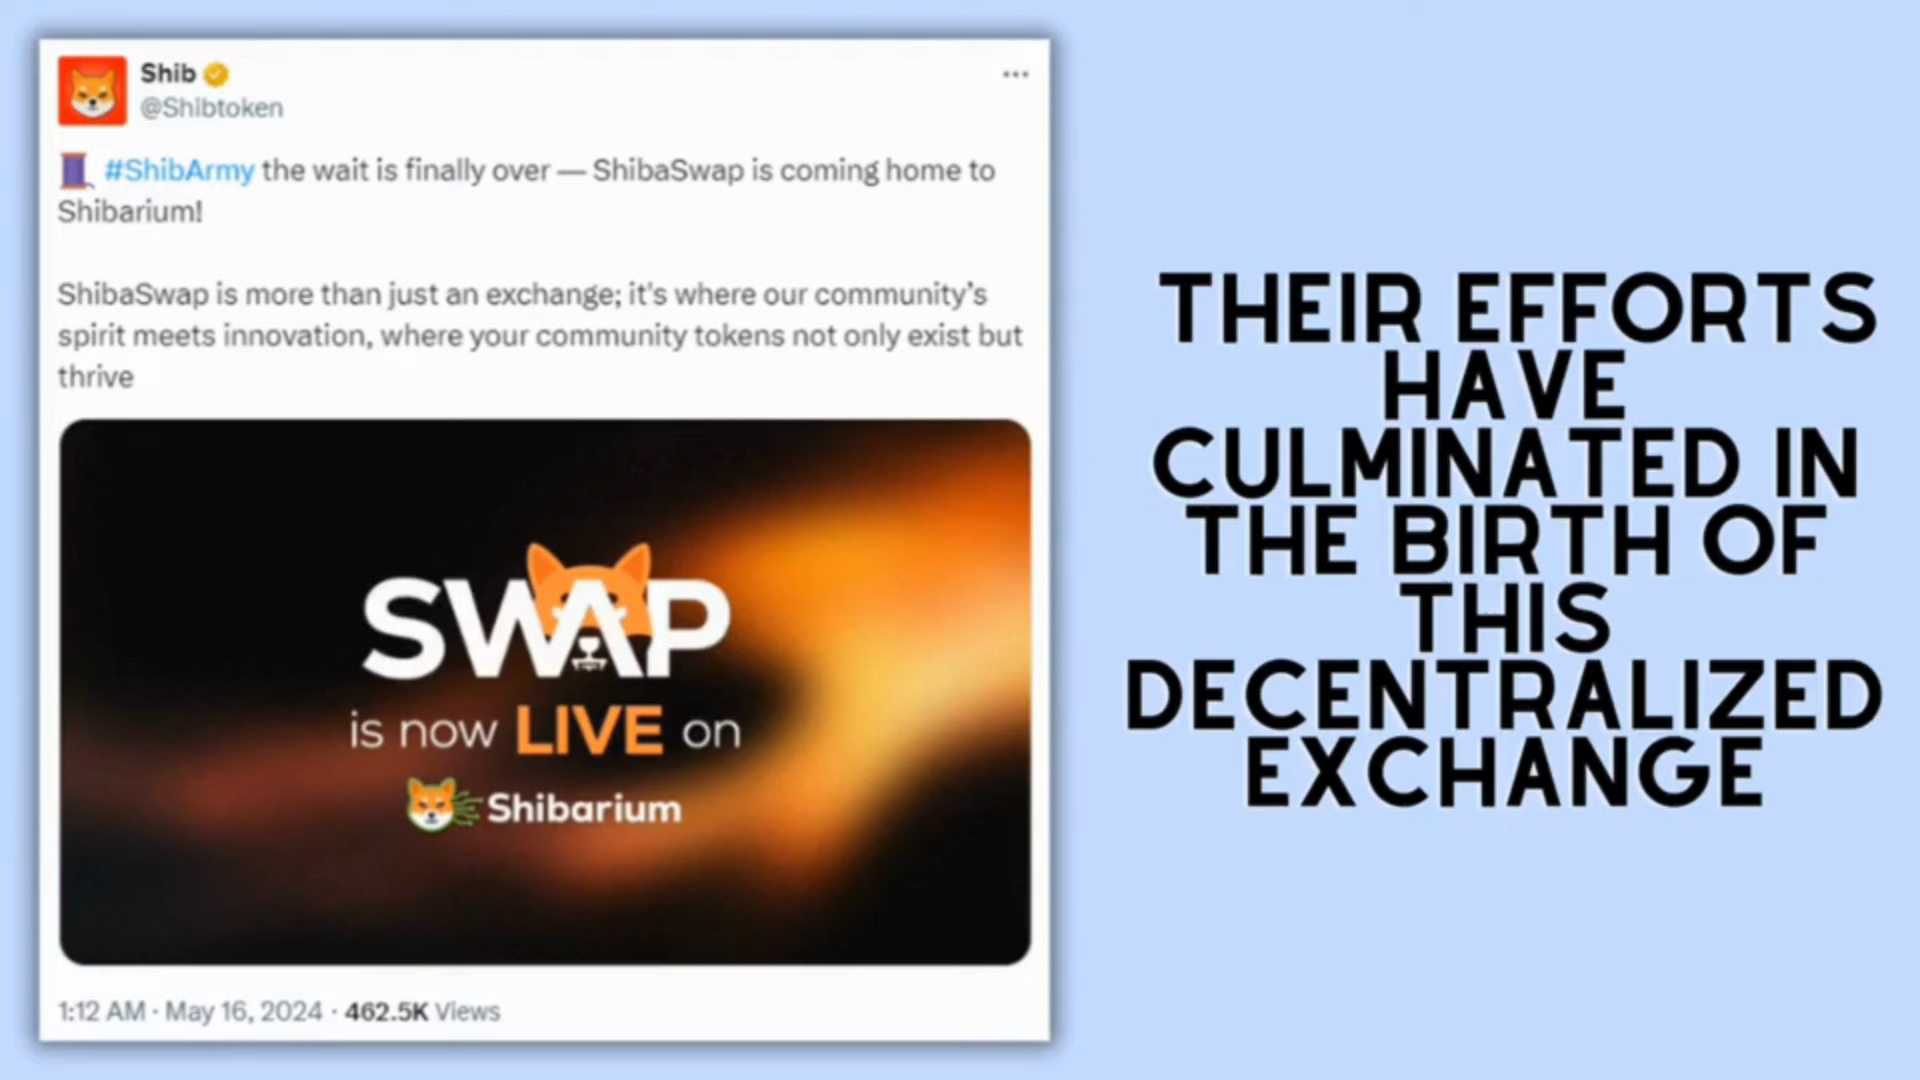 Shib
@Shibtoken
#ShibArmy the wait is finally over — ShibaSwap is coming home to
Shibarium!
ShibaSwap is more than just an exchange; it's where our community’s
spirit meets innovation, where your community tokens not only exist but
thrive
SWAP
is now LIVE on
Shibarium
1:12 AM · May 16, 2024 · 462.5K Views
THEIR EFFORTS
HAVE
CULMINATED IN
THE BIRTH OF
THIS
DECENTRALIZED
EXCHANGE